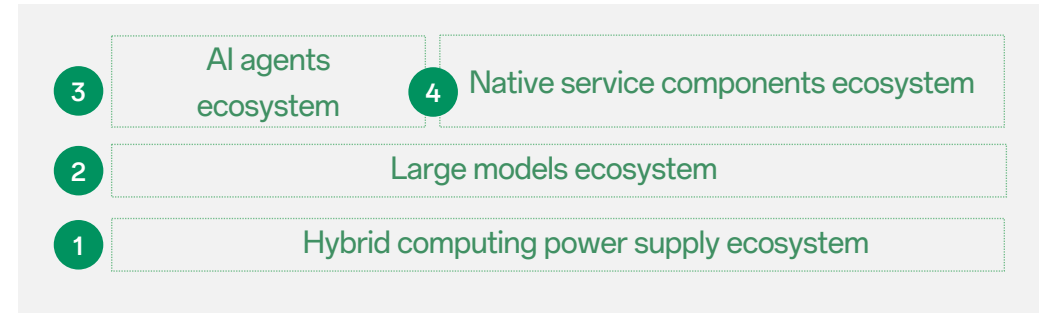 3
AI agents
ecosystem
4
Native service components ecosystem
2
Large models ecosystem
1
Hybrid computing power supply ecosystem